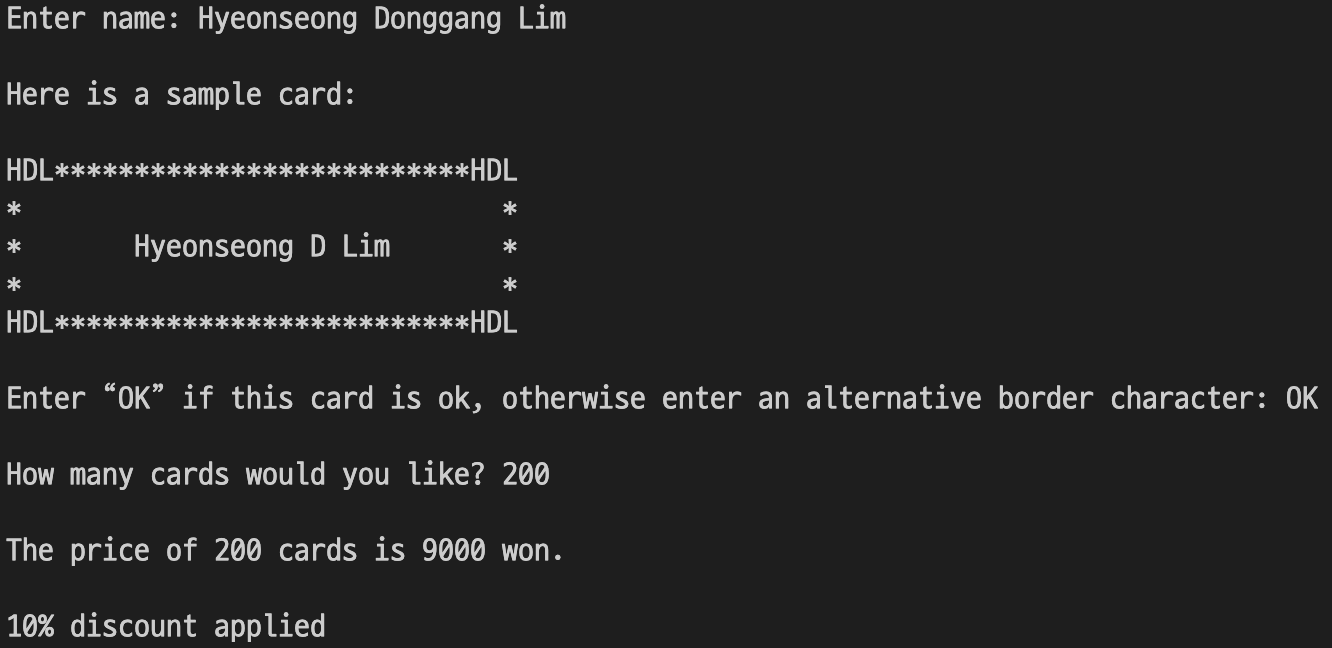 Enter name: Hyeonseong Donggang Lim
Here is a sample card:
HDL**************************HDL
*                              *
*       Hyeonseong D Lim       *
*                              *
HDL**************************HDL
Enter “OK” if this card is ok, otherwise enter an alternative border character: OK
How many cards would you like? 200
The price of 200 cards is 9000 won.
10% discount applied